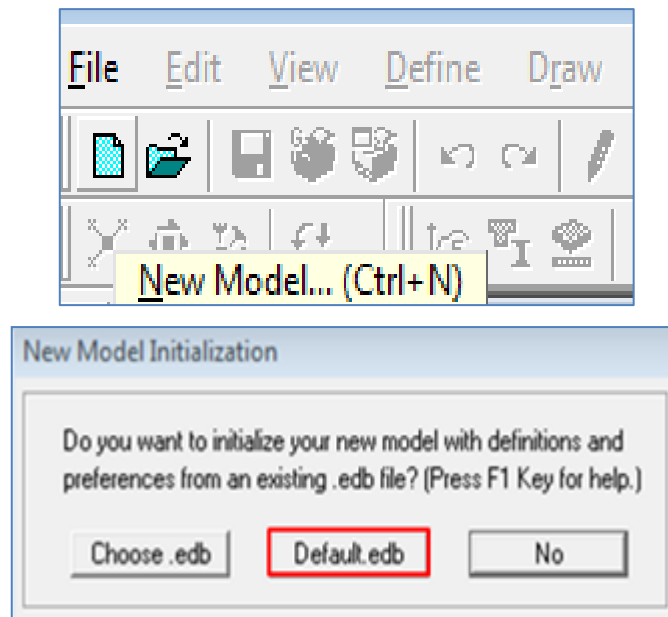 File Edit View Define Draw
New Model... (Ctrl+N)
New Model Initialization
Do you want to initialize your new model with definitions and
preferences from an existing .edb file? (Press F1 Key for help.)
Choose .edb Default.edb No